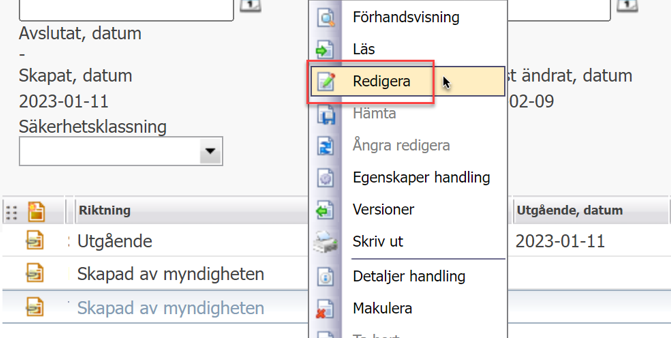 Förhandsvisning
Avslutat, datum
-
Läs
Skapat, datum
Redigera
st ändrat, datum
2023-01-11
02-09
Hämta
Säkerhetsklassning
Ångra redigera
Egenskaper handling
Riktning
Versioner
Utgående, datum
Utgående
Skriv ut
2023-01-11
Skapad av myndigheten
Detaljer handling
Skapad av myndigheten
Makulera